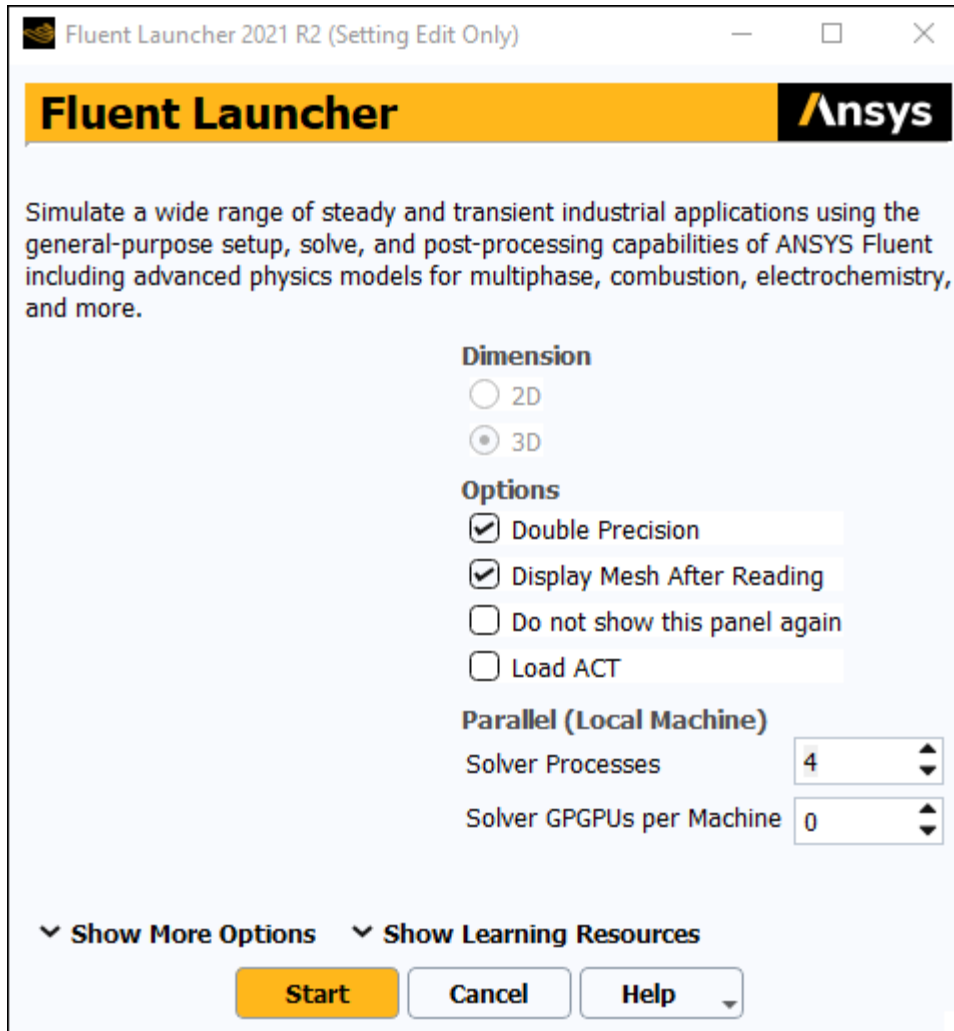 Fluent Launcher 2021 R2 (Setting Edit Only)
Fluent Launcher
Ansys
Simulate a wide range of steady and transient industrial applications using the
general-purpose setup, solve, and post-processing capabilities of ANSYS Fluent
including advanced physics models for multiphase, combustion, electrochemistry,
and more.
Dimension
2D
3D
Options
Double Precision
Display Mesh After Reading
Do not show this panel again
Load ACT
Parallel (Local Machine)
Solver Processes 4
Solver GPGPUs per Machine 0
Show More Options Show Learning Resources
Start Cancel Help